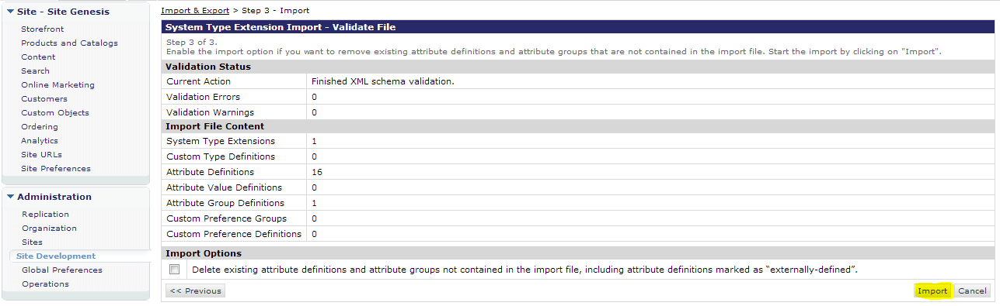 Site - Site Genesis
Storefront
Products and Catalogs
Content
Search
Online Marketing
Customers
Custom Objects
Ordering
Analytics
Site URLs
Site Preferences
Administration
Replication
Organization
Sites
Site Development
Global Preferences
Operations
Import & Export > Step 3 - Import
System Type Extension Import - Validate File
Step 3 of 3.
Enable the import option if you want to remove existing attribute definitions and attribute groups that are not contained in the import file. Start the import by clicking on "Import".
Validation Status
Current Action Finished XML schema validation.
Validation Errors 0
Validation Warnings 0
Import File Content
System Type Extensions 1
Custom Type Definitions 0
Attribute Definitions 16
Attribute Value Definitions 0
Attribute Group Definitions 1
Custom Preference Groups 0
Custom Preference Definitions 0
Import Options
Delete existing attribute definitions and attribute groups not contained in the import file, including attribute definitions marked as “externally-defined”.
<< Previous Import Cancel